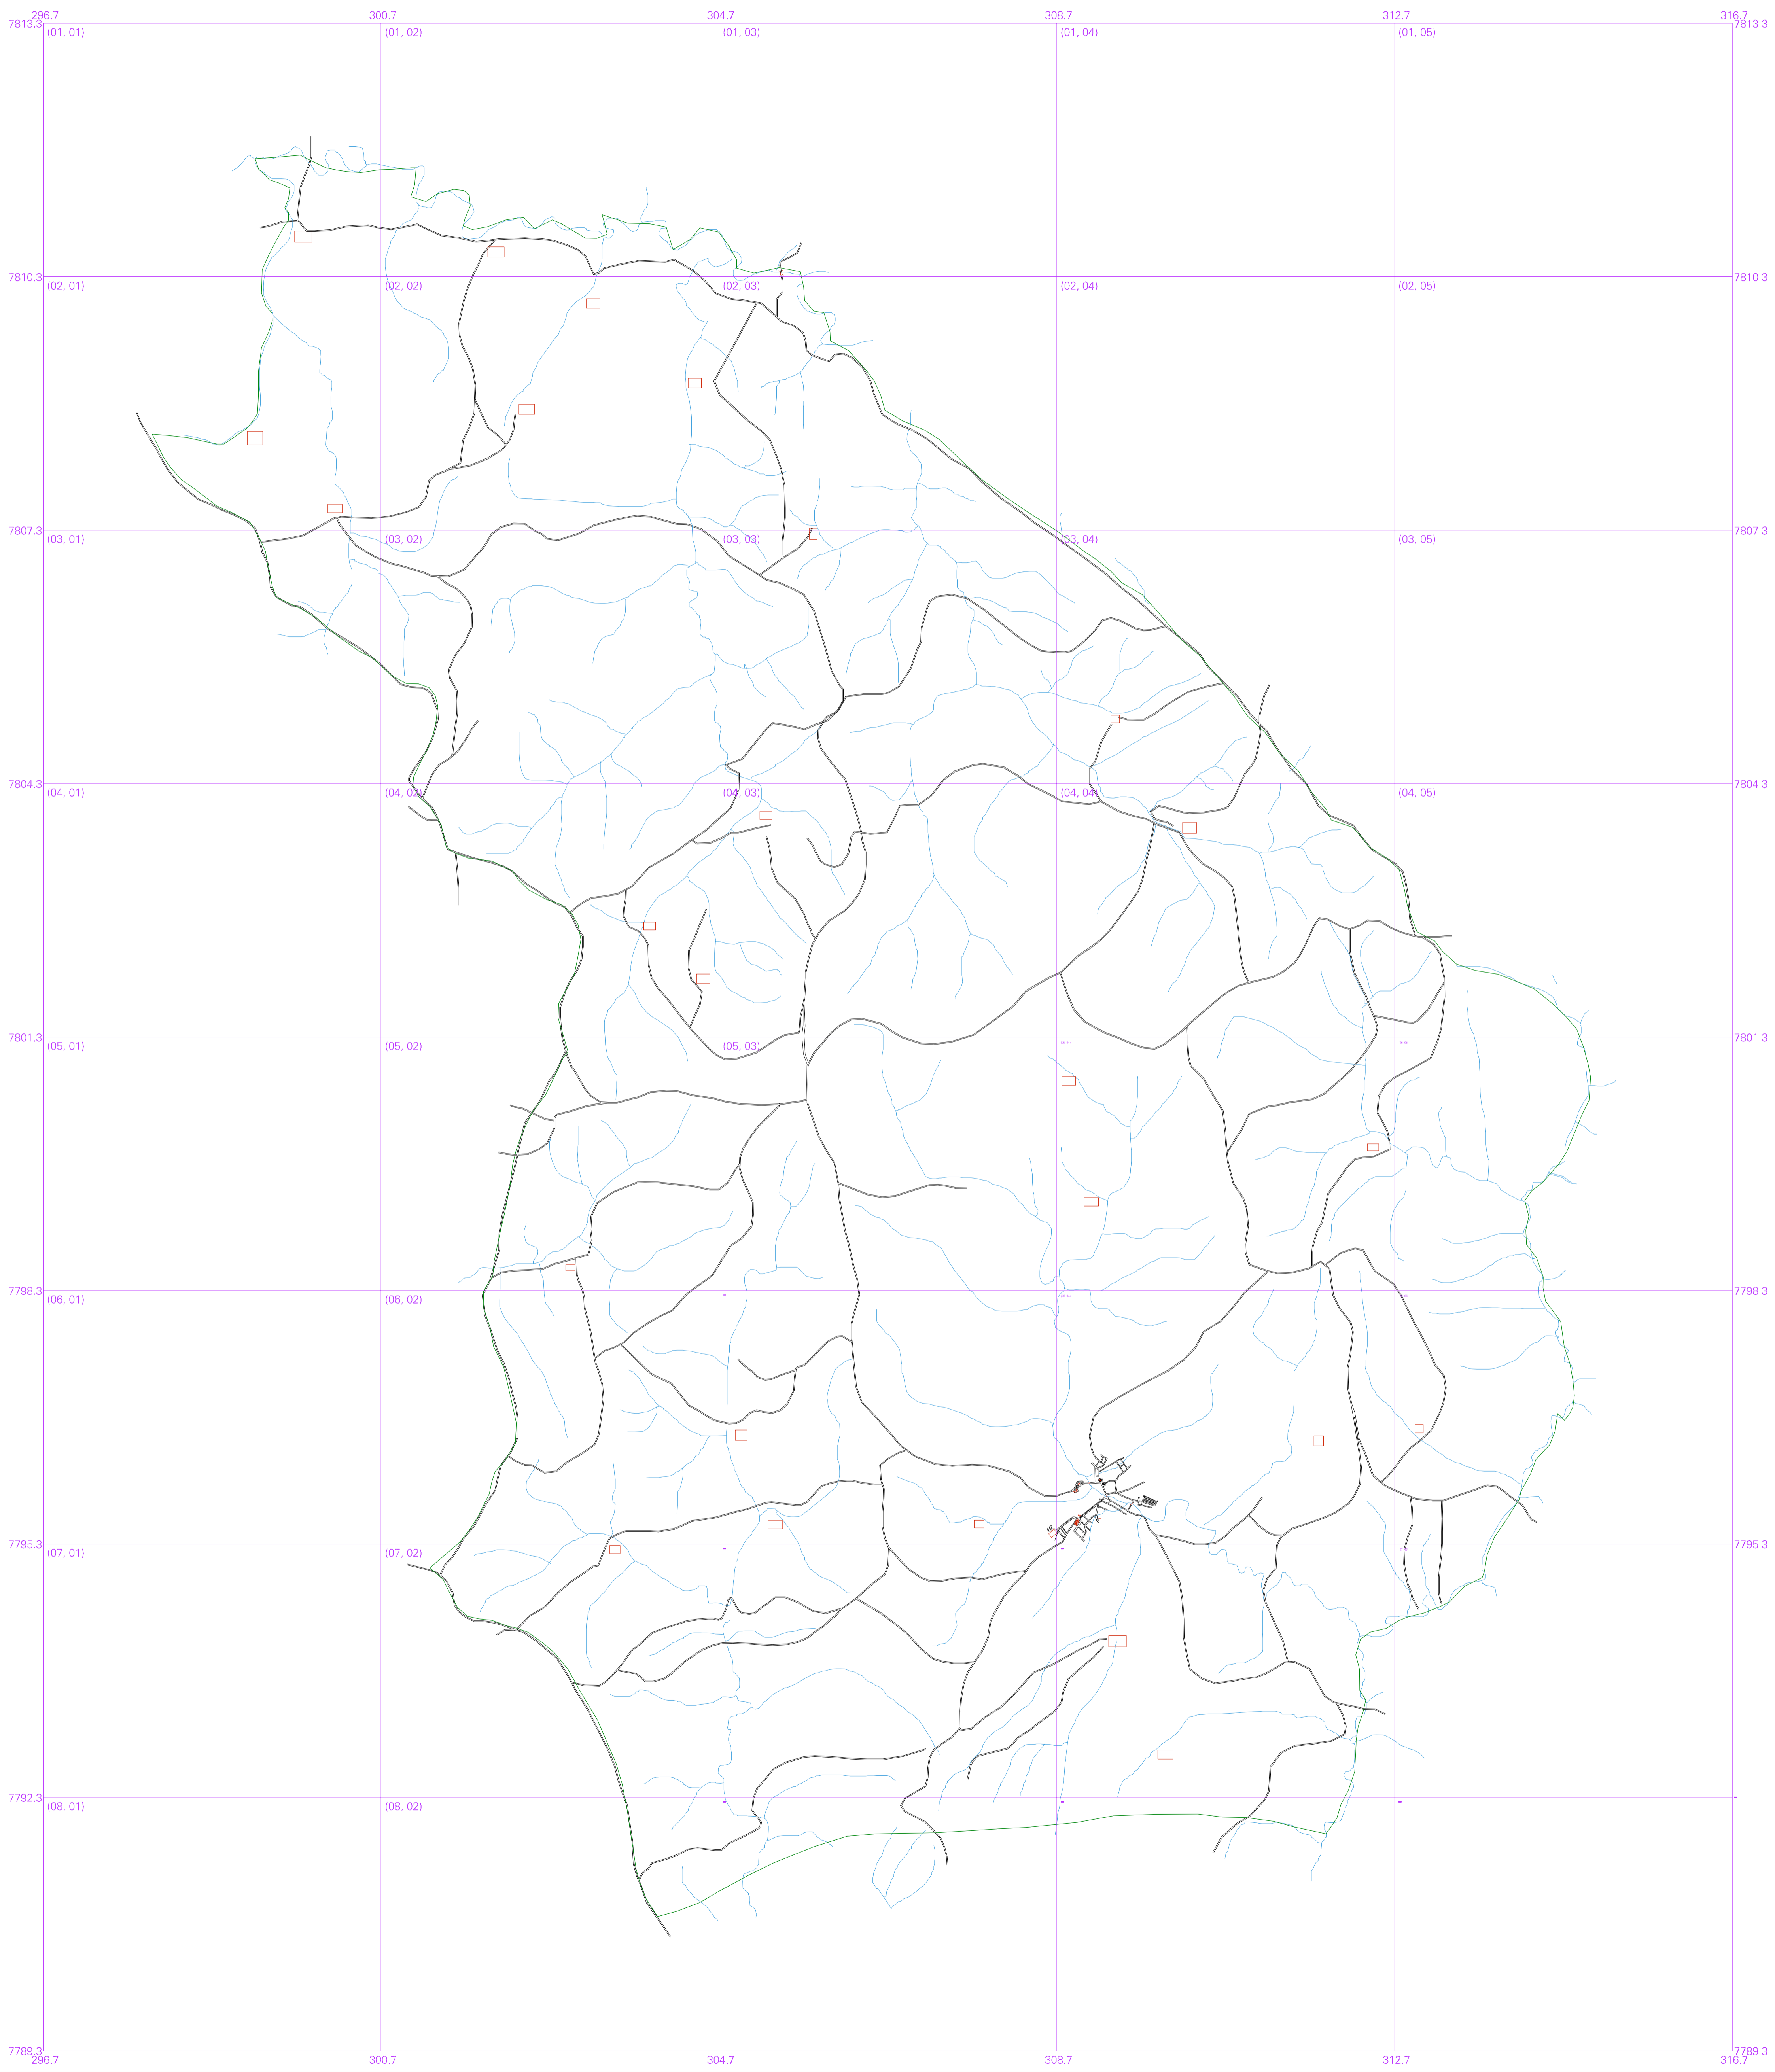 296.7 300.7 304.7 308.7 312.7 316.7
7813.3 7813.3
(01, 01) (01, 02) (01, 03) (01, 04) (01, 05)
7810.3 7810.3
(02, 01) (02, 02) (02, 03) (02, 04) (02, 05)
7807.3 7807.3
(03, 01) (03, 02) (03, 03) (03, 04) (03, 05)
7804.3 7804.3
(04, 01) (04, 02) (04, 03) (04, 04) (04, 05)
7801.3 7801.3
(05, 01) (05, 02) (05, 03)
7798.3 7798.3
(06, 01) (06, 02)
7795.3 7795.3
(07, 01) (07, 02)
7792.3
(08, 01) (08, 02)
7789.3 7789.3
296.7 300.7 304.7 308.7 312.7 316.7